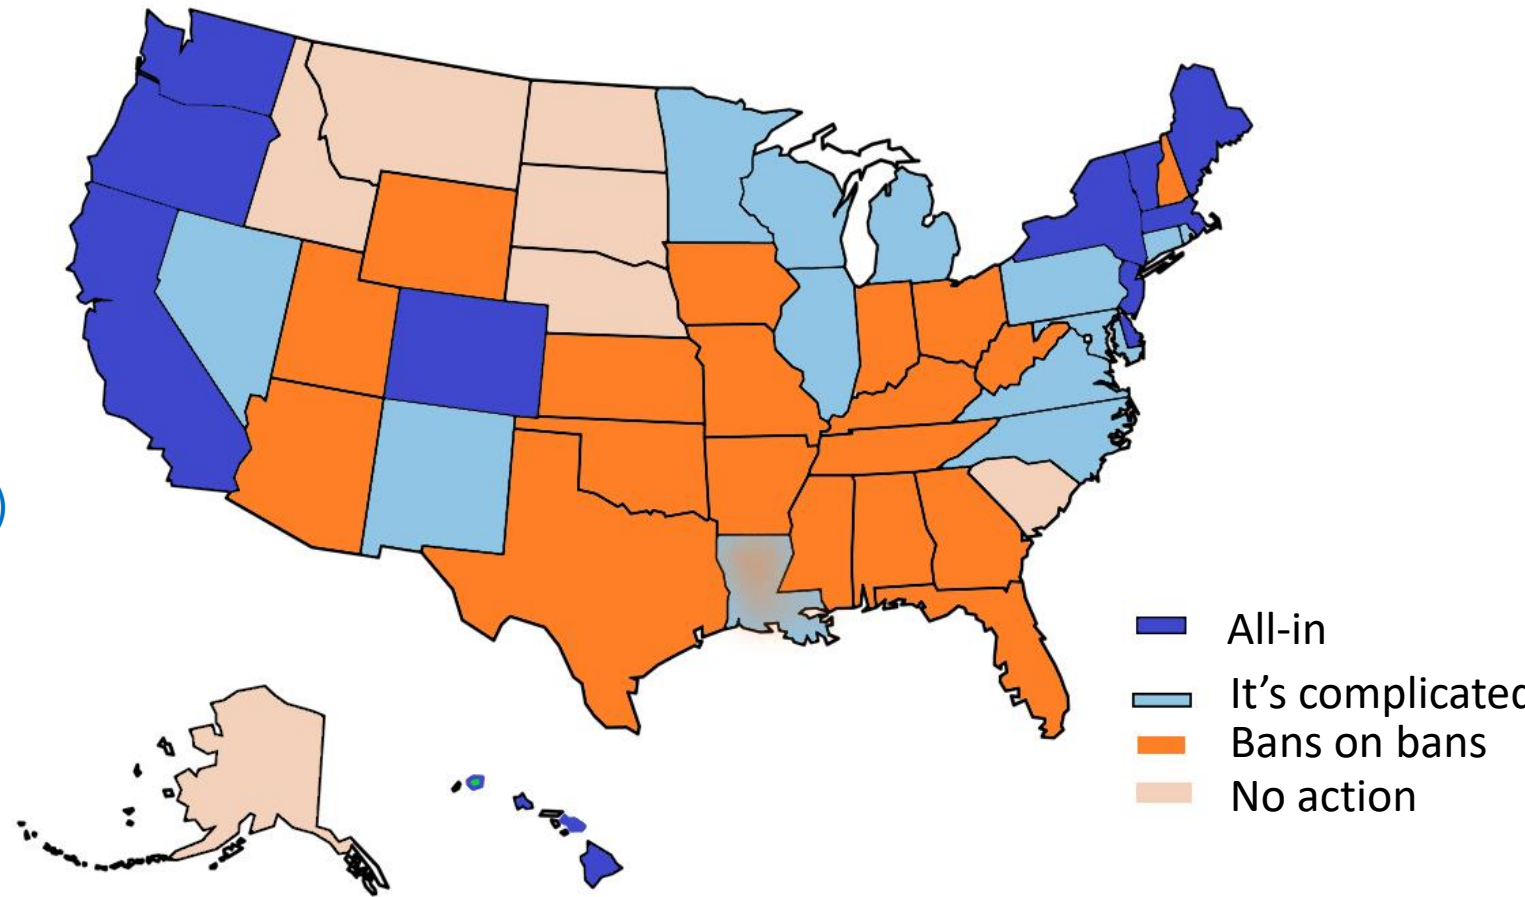 All-in
It’s complicated
Bans on bans
No action